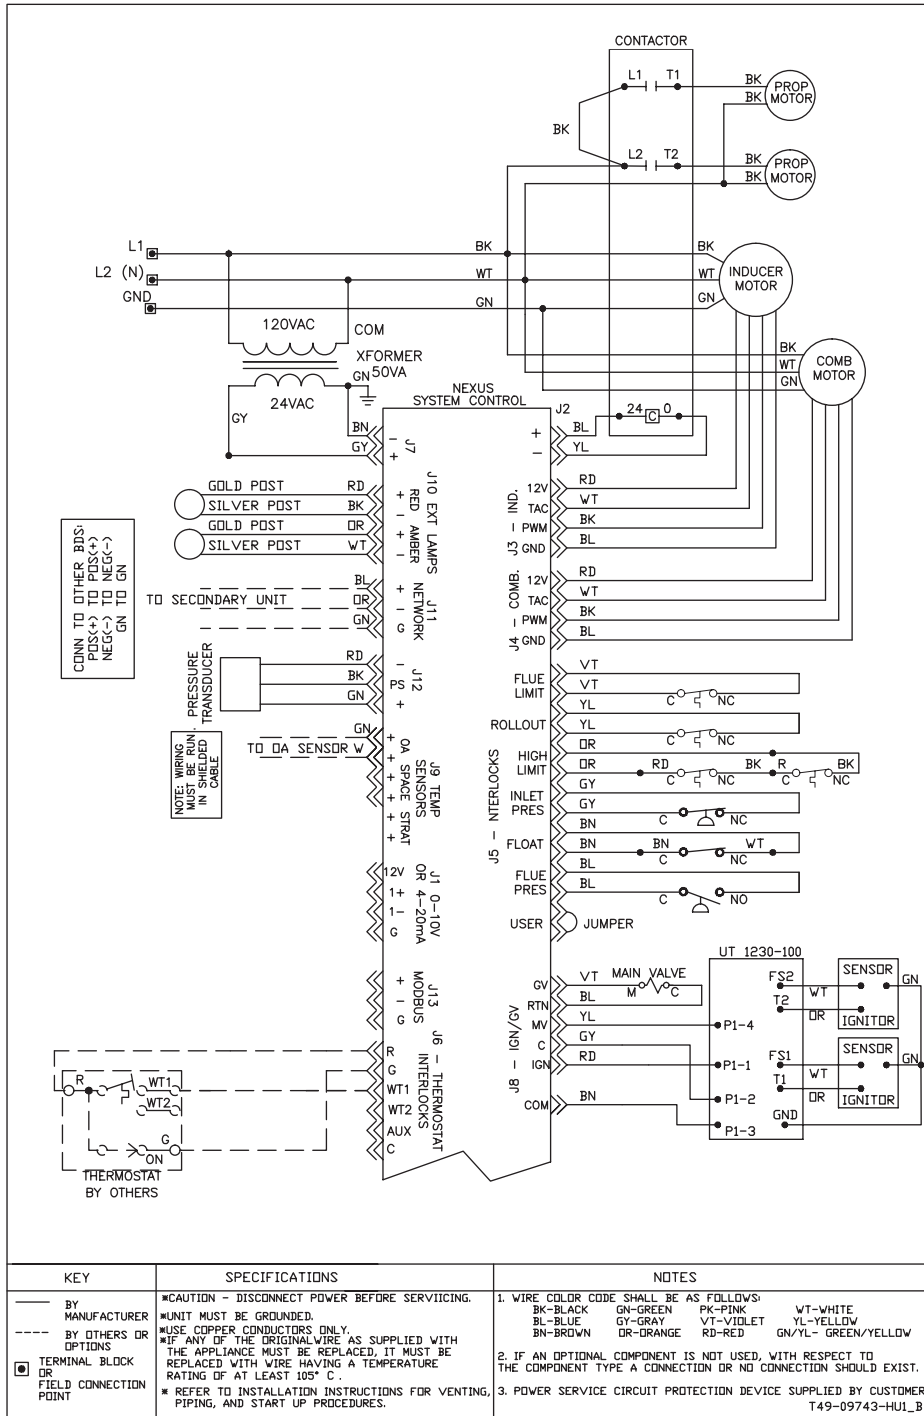 CONTACTOR
L1 T1
BK
BK
PROP
MOTOR
BK
L2 T2
BK
BK
PROP
MOTOR
L1
BK
BK
L2 (N)
WT
WT
INDUCER
MOTOR
GND
GN
GN
120VAC
COM
XFORMER
50VA
GN
24VAC
GY
BK
WT
GN
COMB
MOTOR
NEXUS
SYSTEM CONTROL
J2
24 C 0
BN
-
+
BL
GY
+
-
YL
J7
GOLD POST RD +
SILVER POST BK -
GOLD POST OR +
SILVER POST WT -
J10 EXT LAMPS
RED AMBER
12V RD
TAC WT
PWM BK
GND BL
J3 - IND.
CONN TO OTHER BDS:
POS(+) TO POS(+)
NEG(-) TO NEG(-)
GN TO GN
BL +
TO SECONDARY UNIT OR -
GN G
J11
NETWORK
12V RD
TAC WT
PWM BK
GND BL
J4 - COMB.
PRESSURE
TRANSDUCER
RD -
BK PS
GN +
J12
NOTE: WIRING
MUST BE RUN
IN SHIELDED
CABLE
GN +
TO OA SENSOR W +
+
+
+
+
OA SPACE STRAT
J9 TEMP
SENSORS
FLUE
LIMIT
VT
VT
C NC
ROLLOUT
YL
YL
C NC
HIGH
LIMIT
OR
OR RD BK R BK
C NC C NC
INLET
PRES
GY
GY
C NC
FLOAT
BN
BN BN WT
C NC
FLUE
PRES
BL
BL
C NO
USER JUMPER
J5 - NTERLOCKS
12V
1+
1-
G
J1 0-10V
OR 4-20mA
+
-
G
J13
MODBUS
R
G
WT1
WT2
AUX
C
J6 - THERMOSTAT
INTERLOCKS
R WT1
WT2
G
ON
THERMOSTAT
BY OTHERS
GV VT MAIN VALVE
M C
RTN BL
MV YL
C GY
IGN RD
COM BN
J8 - IGN/GV
UT 1230-100
P1-4
P1-1
P1-2
P1-3
FS2
WT
T2
OR
SENSOR
GN
IGNITOR
FS1
WT
T1
OR
SENSOR
GN
IGNITOR
GND
KEY
BY
MANUFACTURER
BY OTHERS OR
OPTIONS
TERMINAL BLOCK
OR
FIELD CONNECTION
POINT
SPECIFICATIONS
*CAUTION - DISCONNECT POWER BEFORE SERVIICING.
*UNIT MUST BE GROUNDED.
*USE COPPER CONDUCTORS ONLY.
*IF ANY OF THE ORIGINALWIRE AS SUPPLIED WITH
THE APPLIANCE MUST BE REPLACED, IT MUST BE
REPLACED WITH WIRE HAVING A TEMPERATURE
RATING OF AT LEAST 105° C .
* REFER TO INSTALLATION INSTRUCTIONS FOR VENTING,
PIPING, AND START UP PROCEDURES.
NOTES
1. WIRE COLOR CODE SHALL BE AS FOLLOWS:
BK-BLACK GN-GREEN PK-PINK WT-WHITE
BL-BLUE GY-GRAY VT-VIOLET YL-YELLOW
BN-BROWN OR-ORANGE RD-RED GN/YL- GREEN/YELLOW
2. IF AN OPTIONAL COMPONENT IS NOT USED, WITH RESPECT TO
THE COMPONENT TYPE A CONNECTION OR NO CONNECTION SHOULD EXIST.
3. POWER SERVICE CIRCUIT PROTECTION DEVICE SUPPLIED BY CUSTOMER
T49-09743-HU1_B